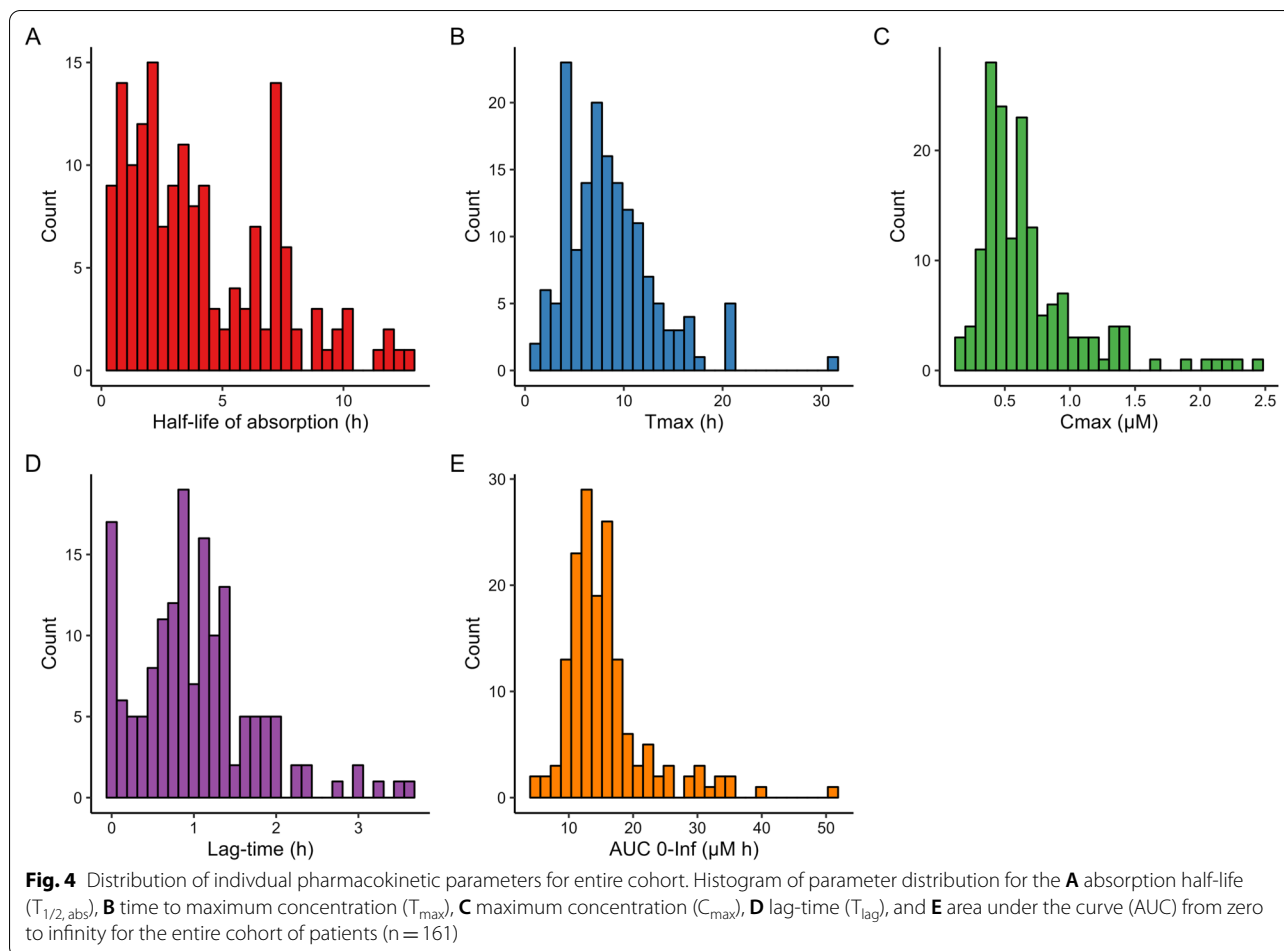 A
15
10
5
0
Count
0 5 10
Half-life of absorption (h)
B
20
15
10
5
0
Count
0 10 20 30
Tmax (h)
C
20
10
0
Count
0.5 1.0 1.5 2.0 2.5
Cmax (µM)
D
15
10
5
0
Count
0 1 2 3
Lag-time (h)
E
30
20
10
0
Count
10 20 30 40 50
AUC 0-Inf (µM h)
Fig. 4 Distribution of indivdual pharmacokinetic parameters for entire cohort. Histogram of parameter distribution for the A absorption half-life
(T1/2, abs), B time to maximum concentration (Tmax), C maximum concentration (Cmax), D lag-time (Tlag), and E area under the curve (AUC) from zero
to infinity for the entire cohort of patients (n = 161)